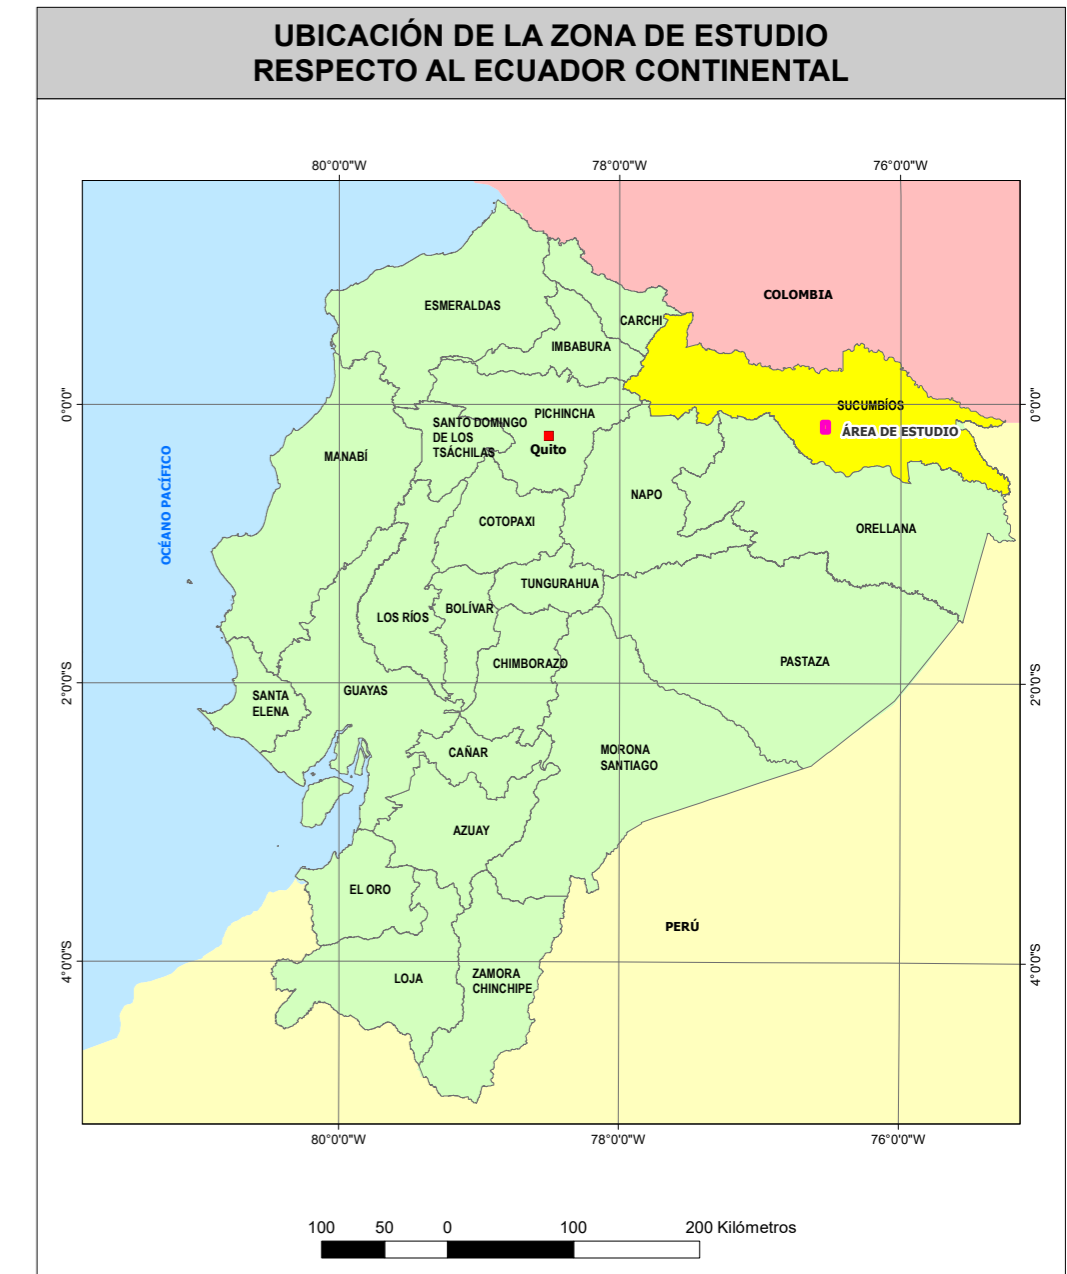 UBICACIÓN DE LA ZONA DE ESTUDIO
RESPECTO AL ECUADOR CONTINENTAL
80°0'0"W
78°0'0"W
76°0'0"W
COLOMBIA
ESMERALDAS
CARCHI
IMBABURA
0°0'0"
0°0'0"
SUCUMBÍOS
PICHINCHA
SANTO DOMINGO
DE LOS
TSÁCHILAS
ÁREA DE ESTUDIO
Quito
MANABÍ
OCÉANO PACÍFICO
NAPO
COTOPAXI
ORELLANA
TUNGURAHUA
BOLÍVAR
LOS RÍOS
CHIMBORAZO
PASTAZA
2°0'0"S
2°0'0"S
GUAYAS
SANTA
ELENA
CAÑAR
MORONA
SANTIAGO
AZUAY
EL ORO
PERÚ
4°0'0"S
4°0'0"S
LOJA
ZAMORA
CHINCHIPE
80°0'0"W
78°0'0"W
76°0'0"W
100 50 0 100 200 Kilómetros